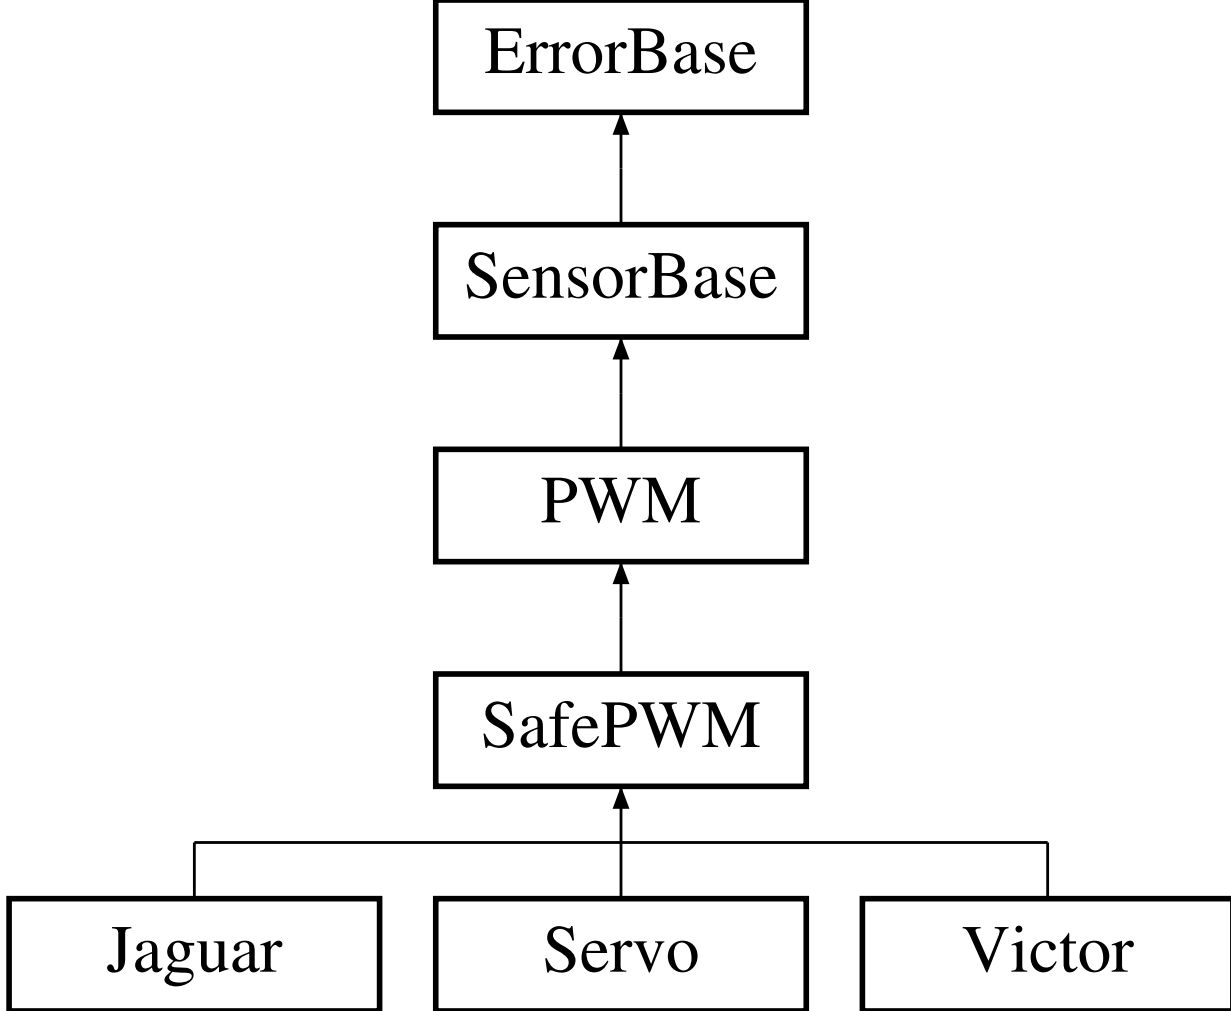 ErrorBase
SensorBase
PWM
SafePWM
Jaguar
Servo
Victor